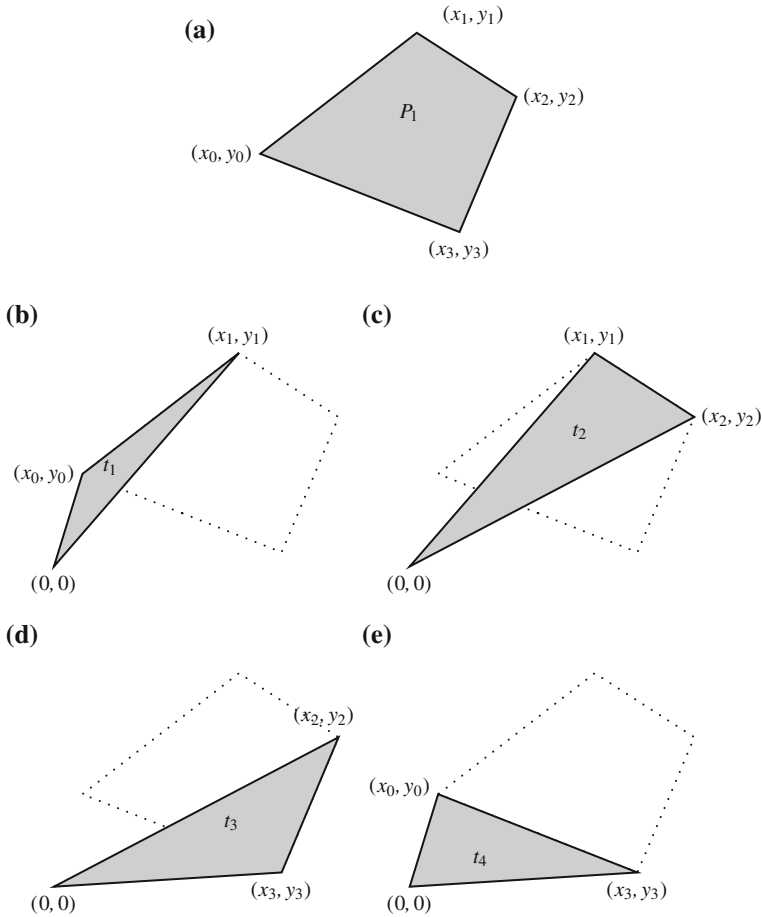 (a)
(x₁, y₁)
(x₂, y₂)
P₁
(x₀, y₀)
(x₃, y₃)
(b)
(x₁, y₁)
(x₀, y₀)
t₁
(0, 0)
(c)
(x₁, y₁)
(x₂, y₂)
t₂
(0, 0)
(d)
(x₂, y₂)
t₃
(0, 0)
(x₃, y₃)
(e)
(x₀, y₀)
t₄
(0, 0)
(x₃, y₃)